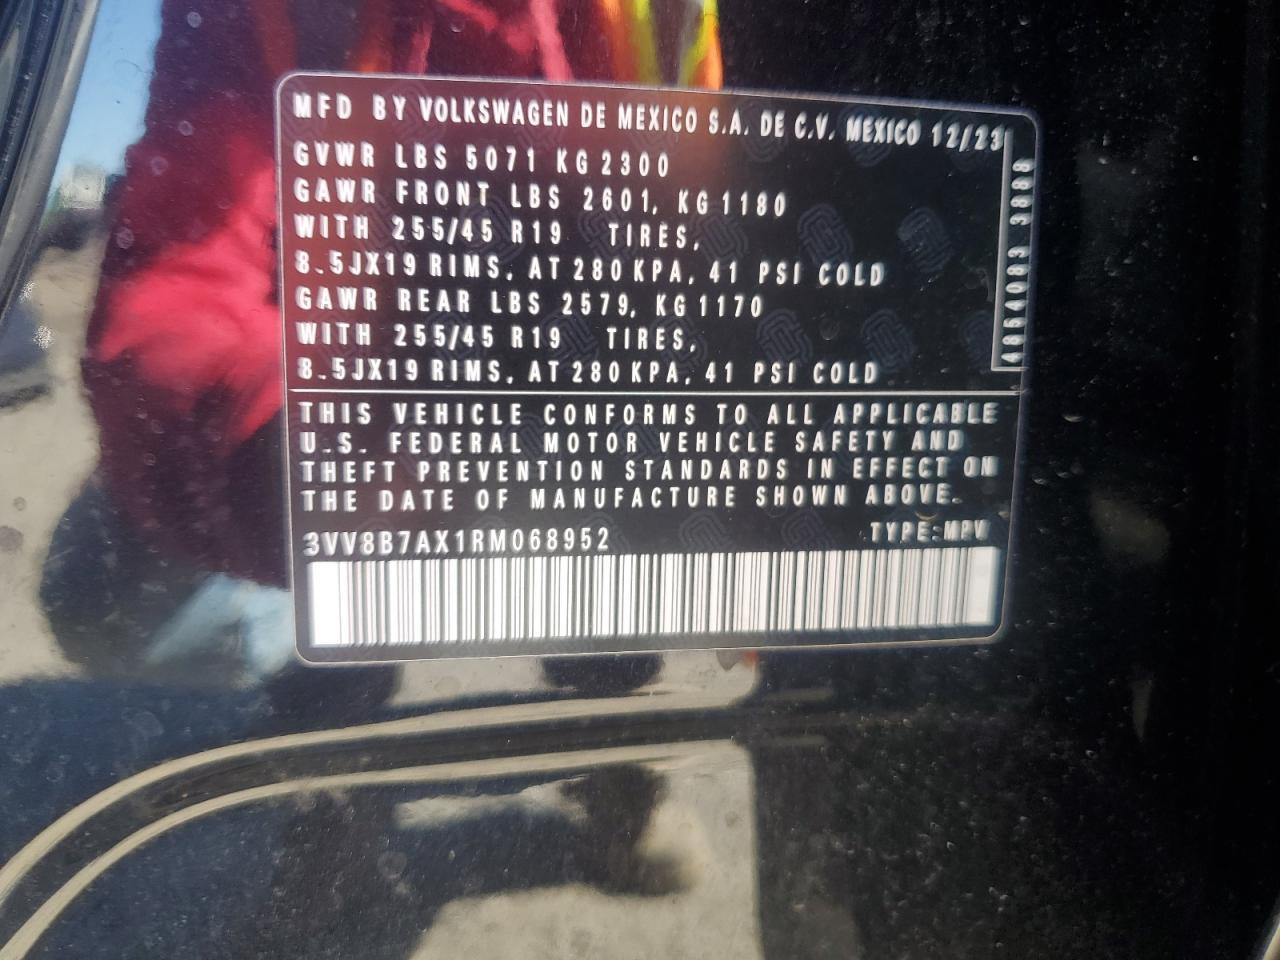 MFD BY VOLKSWAGEN DE MEXICO S.A. DE C.V. MEXICO 12/23
GVWR LBS 5071 KG 2300
GAWR FRONT LBS 2601, KG 1180
WITH 255/45 R19 TIRES,
8.5JX19 RIMS, AT 280 KPA, 41 PSI COLD
GAWR REAR LBS 2579, KG 1170
WITH 255/45 R19 TIRES,
8.5JX19 RIMS, AT 280 KPA, 41 PSI COLD
4854083 3888
THIS VEHICLE CONFORMS TO ALL APPLICABLE
U.S. FEDERAL MOTOR VEHICLE SAFETY AND
THEFT PREVENTION STANDARDS IN EFFECT ON
THE DATE OF MANUFACTURE SHOWN ABOVE.
3VV8B7AX1RM068952 TYPE:MPV